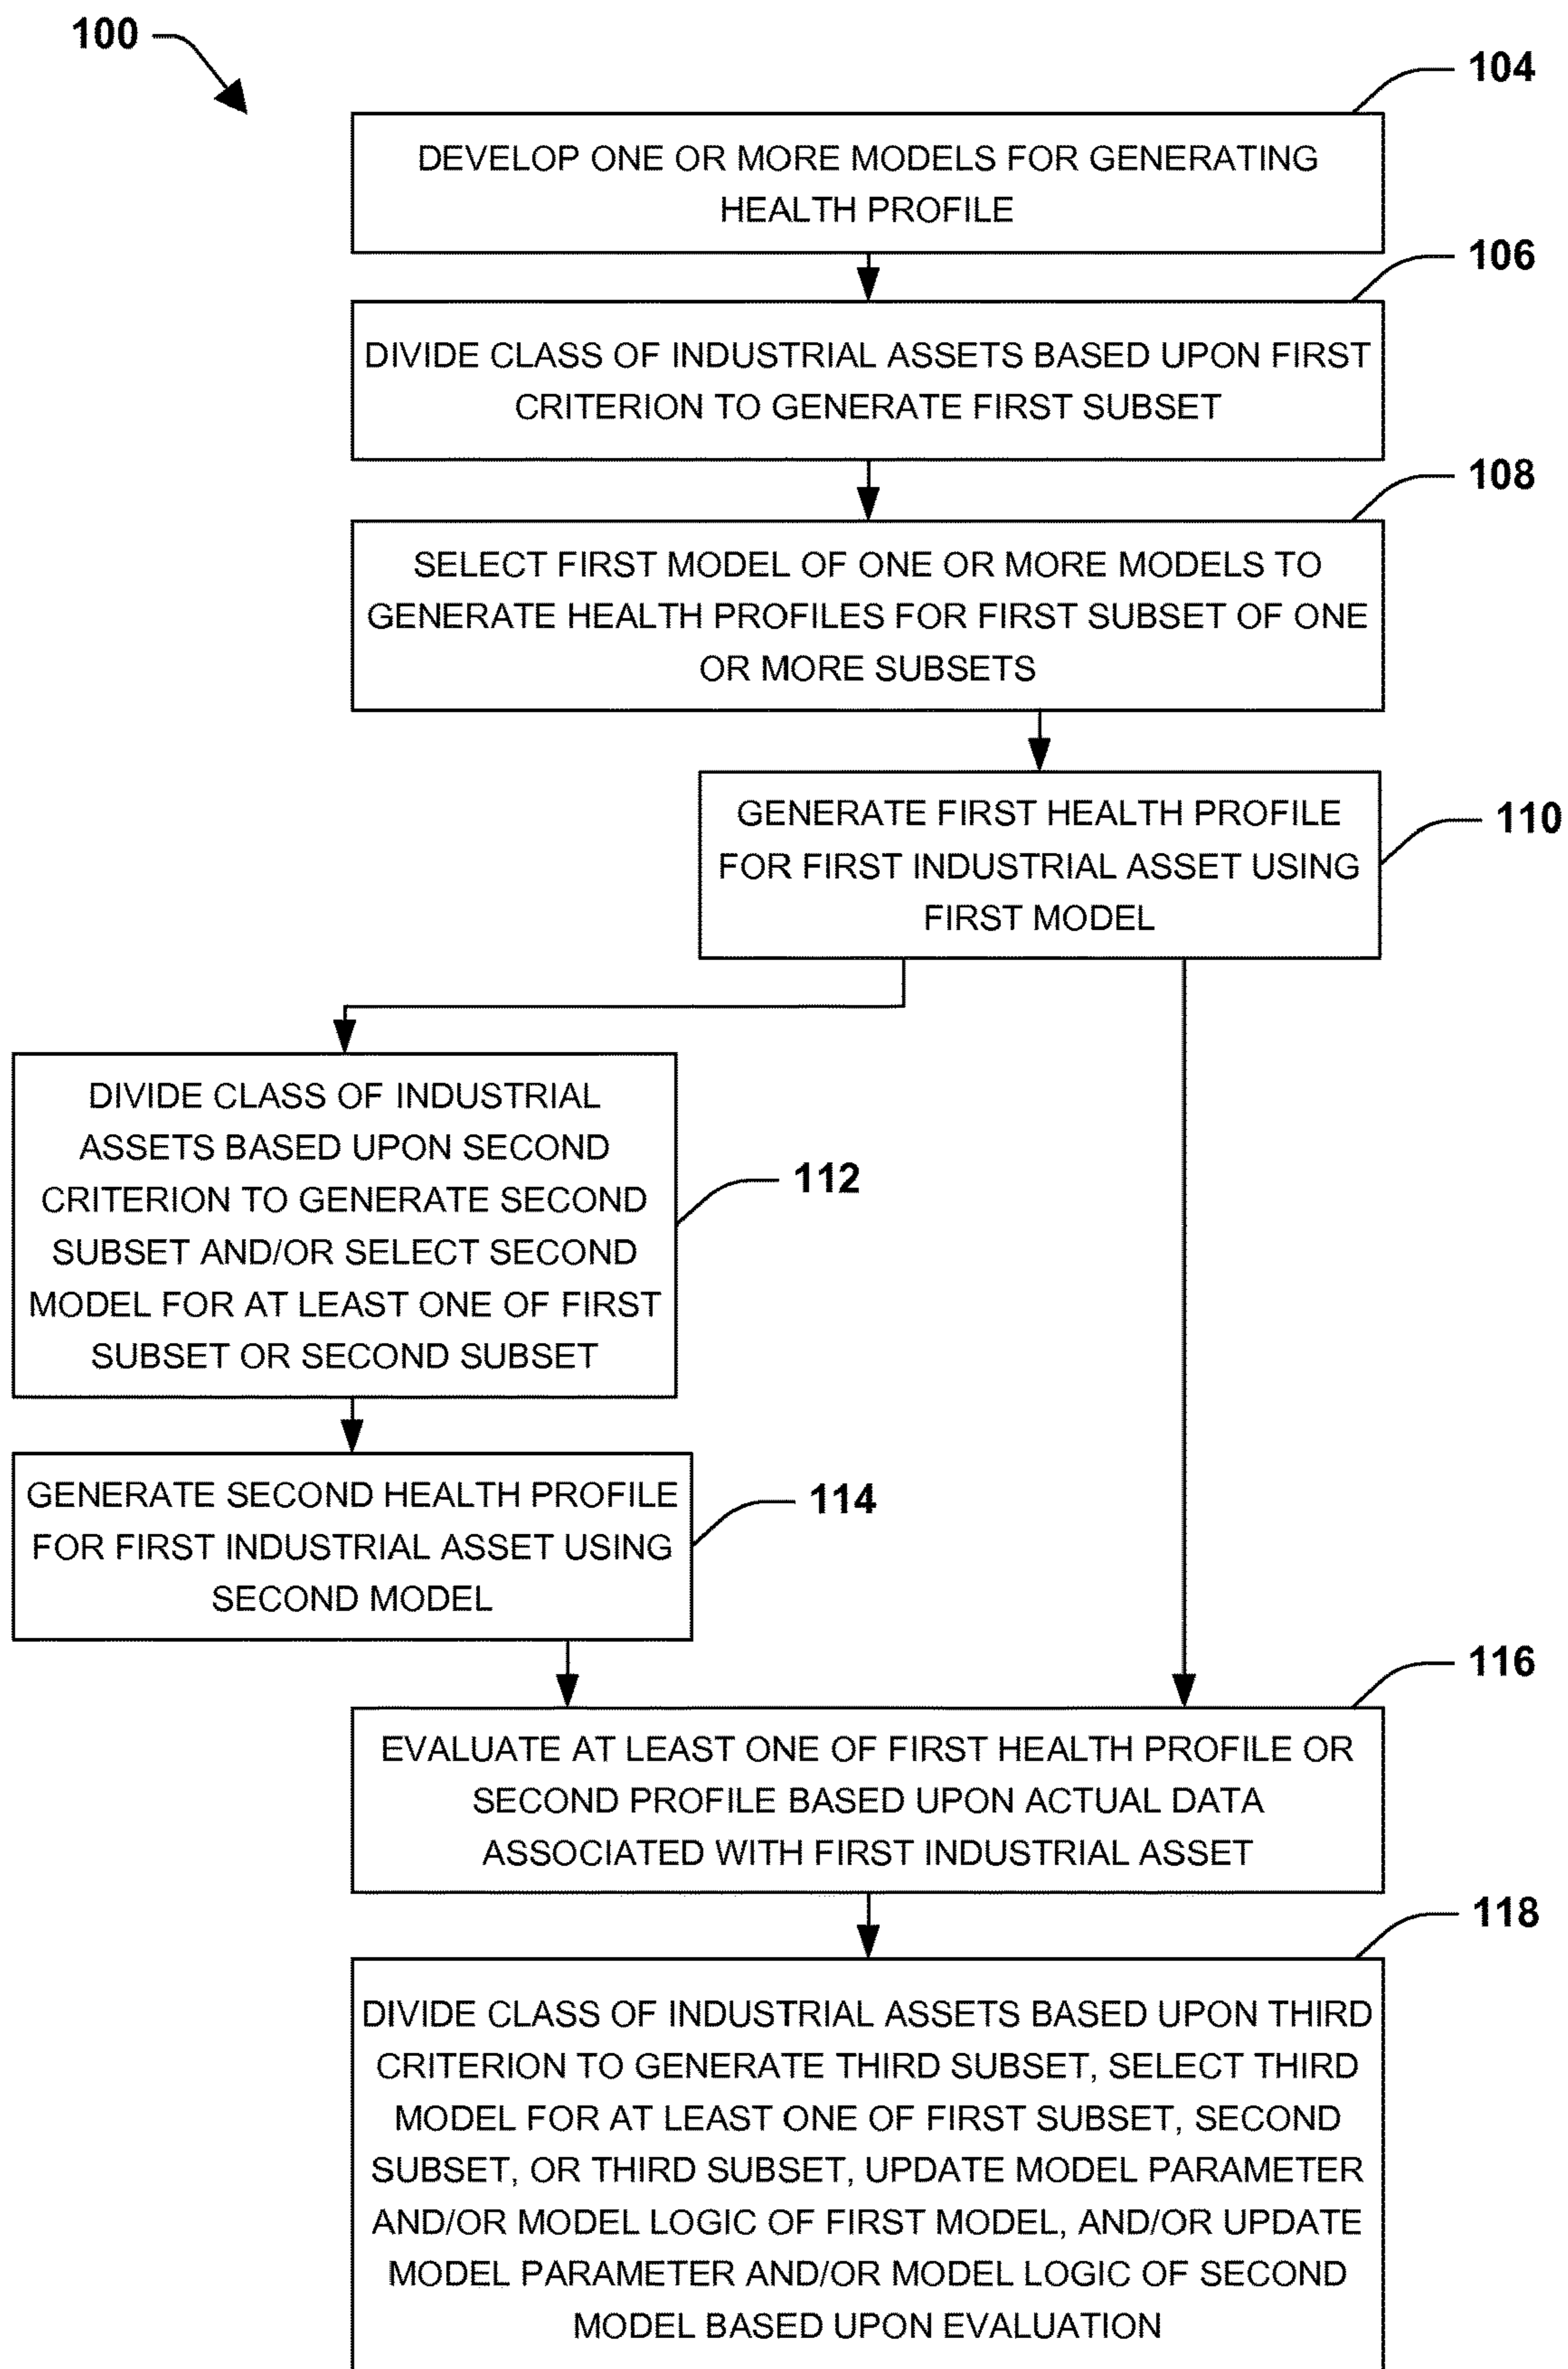 100
104
DEVELOP ONE OR MORE MODELS FOR GENERATING
HEALTH PROFILE
106
DIVIDE CLASS OF INDUSTRIAL ASSETS BASED UPON FIRST
CRITERION TO GENERATE FIRST SUBSET
108
SELECT FIRST MODEL OF ONE OR MORE MODELS TO
GENERATE HEALTH PROFILES FOR FIRST SUBSET OF ONE
OR MORE SUBSETS
110
GENERATE FIRST HEALTH PROFILE
FOR FIRST INDUSTRIAL ASSET USING
FIRST MODEL
112
DIVIDE CLASS OF INDUSTRIAL
ASSETS BASED UPON SECOND
CRITERION TO GENERATE SECOND
SUBSET AND/OR SELECT SECOND
MODEL FOR AT LEAST ONE OF FIRST
SUBSET OR SECOND SUBSET
114
GENERATE SECOND HEALTH PROFILE
FOR FIRST INDUSTRIAL ASSET USING
SECOND MODEL
116
EVALUATE AT LEAST ONE OF FIRST HEALTH PROFILE OR
SECOND PROFILE BASED UPON ACTUAL DATA
ASSOCIATED WITH FIRST INDUSTRIAL ASSET
118
DIVIDE CLASS OF INDUSTRIAL ASSETS BASED UPON THIRD
CRITERION TO GENERATE THIRD SUBSET, SELECT THIRD
MODEL FOR AT LEAST ONE OF FIRST SUBSET, SECOND
SUBSET, OR THIRD SUBSET, UPDATE MODEL PARAMETER
AND/OR MODEL LOGIC OF FIRST MODEL, AND/OR UPDATE
MODEL PARAMETER AND/OR MODEL LOGIC OF SECOND
MODEL BASED UPON EVALUATION